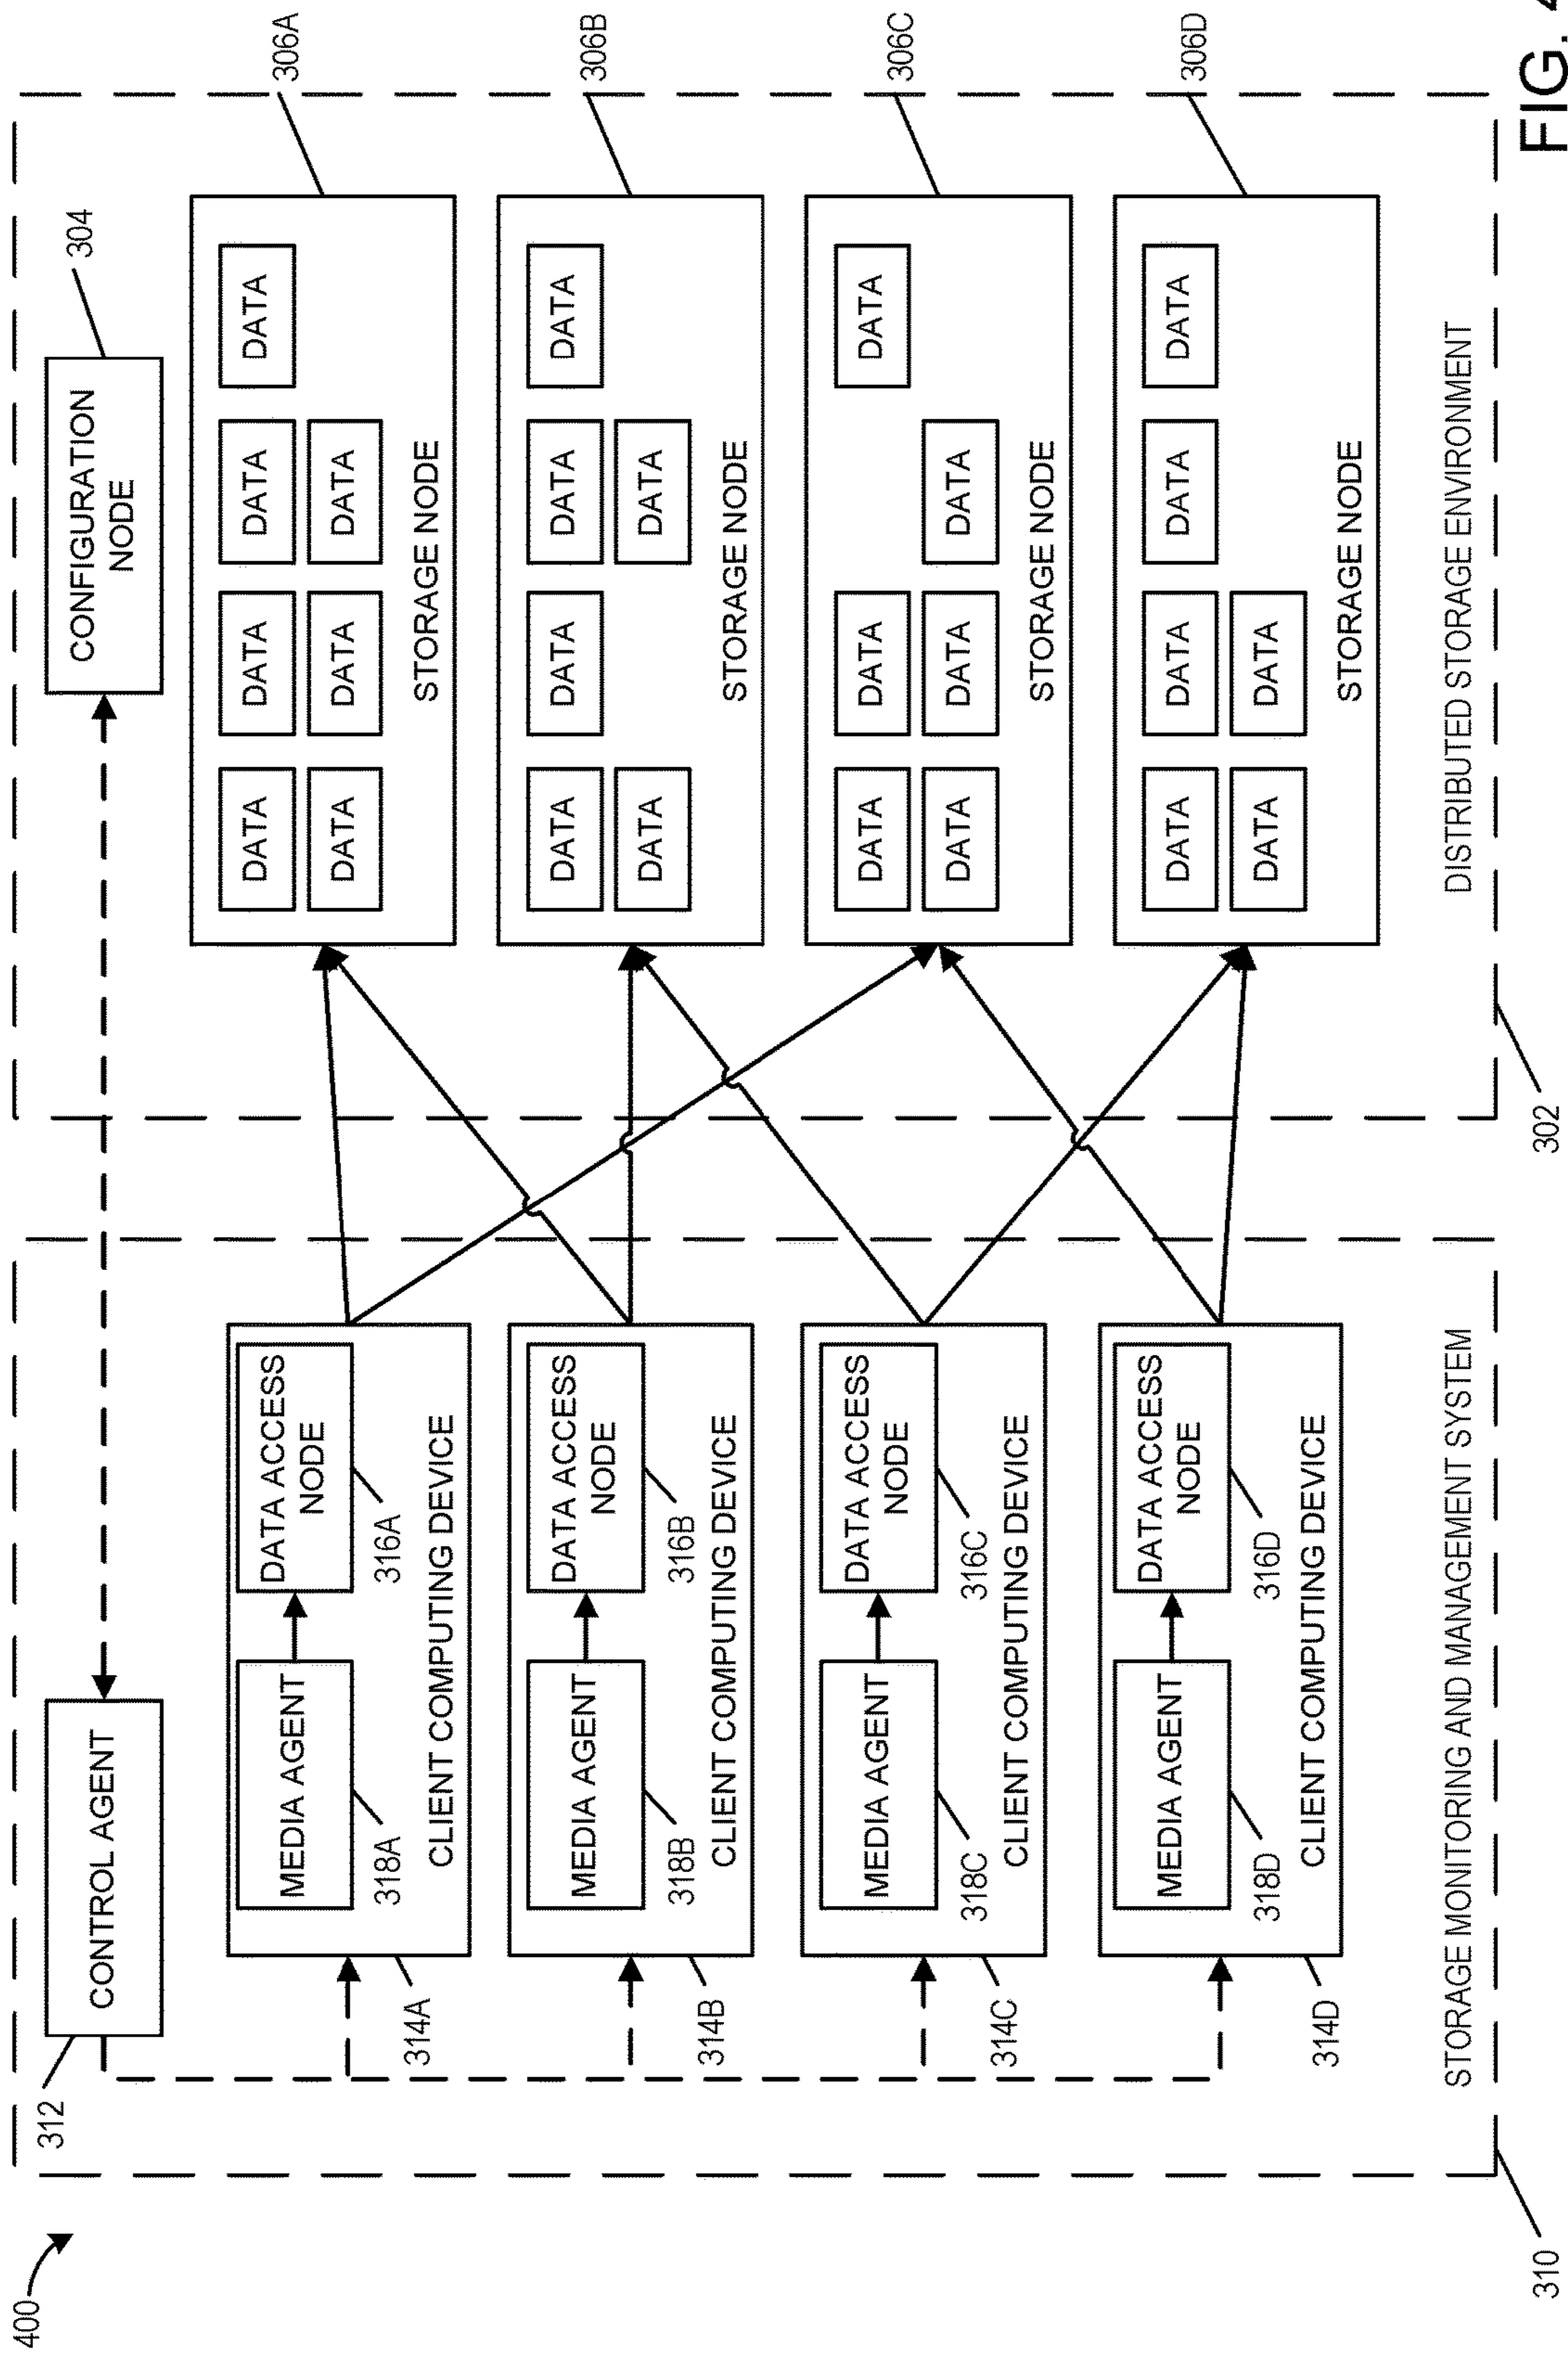 400
312
CONTROL AGENT
304
CONFIGURATION
NODE
MEDIA AGENT
318A
DATA ACCESS
NODE
316A
CLIENT COMPUTING DEVICE
314A
MEDIA AGENT
318B
DATA ACCESS
NODE
316B
CLIENT COMPUTING DEVICE
314B
MEDIA AGENT
318C
DATA ACCESS
NODE
316C
CLIENT COMPUTING DEVICE
314C
MEDIA AGENT
318D
DATA ACCESS
NODE
316D
CLIENT COMPUTING DEVICE
314D
STORAGE MONITORING AND MANAGEMENT SYSTEM
310
306A
DATA DATA DATA DATA
DATA DATA DATA
STORAGE NODE
306B
DATA DATA DATA DATA
DATA DATA
STORAGE NODE
306C
DATA DATA DATA
DATA DATA DATA
STORAGE NODE
306D
DATA DATA DATA DATA
DATA DATA
STORAGE NODE
DISTRIBUTED STORAGE ENVIRONMENT
302
FIG. 4